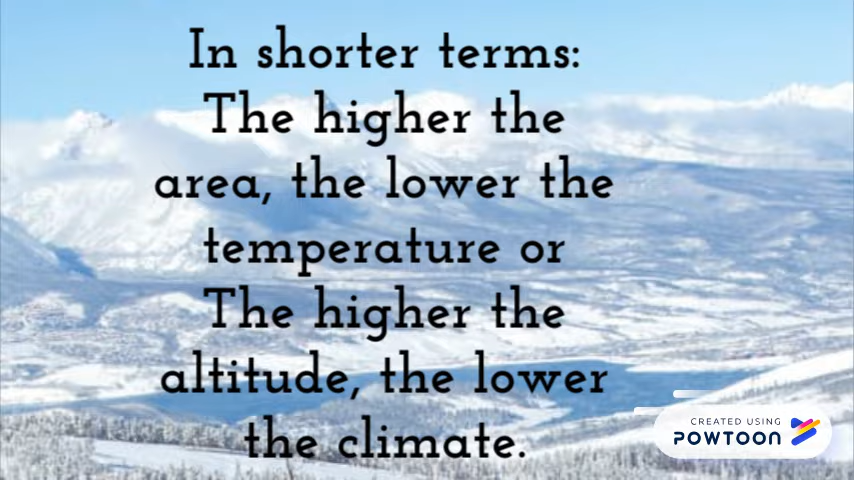 In shorter terms:
The higher the
area, the lower the
temperature or
The higher the
altitude, the lower
the climate.
CREATED USING
POWTOON